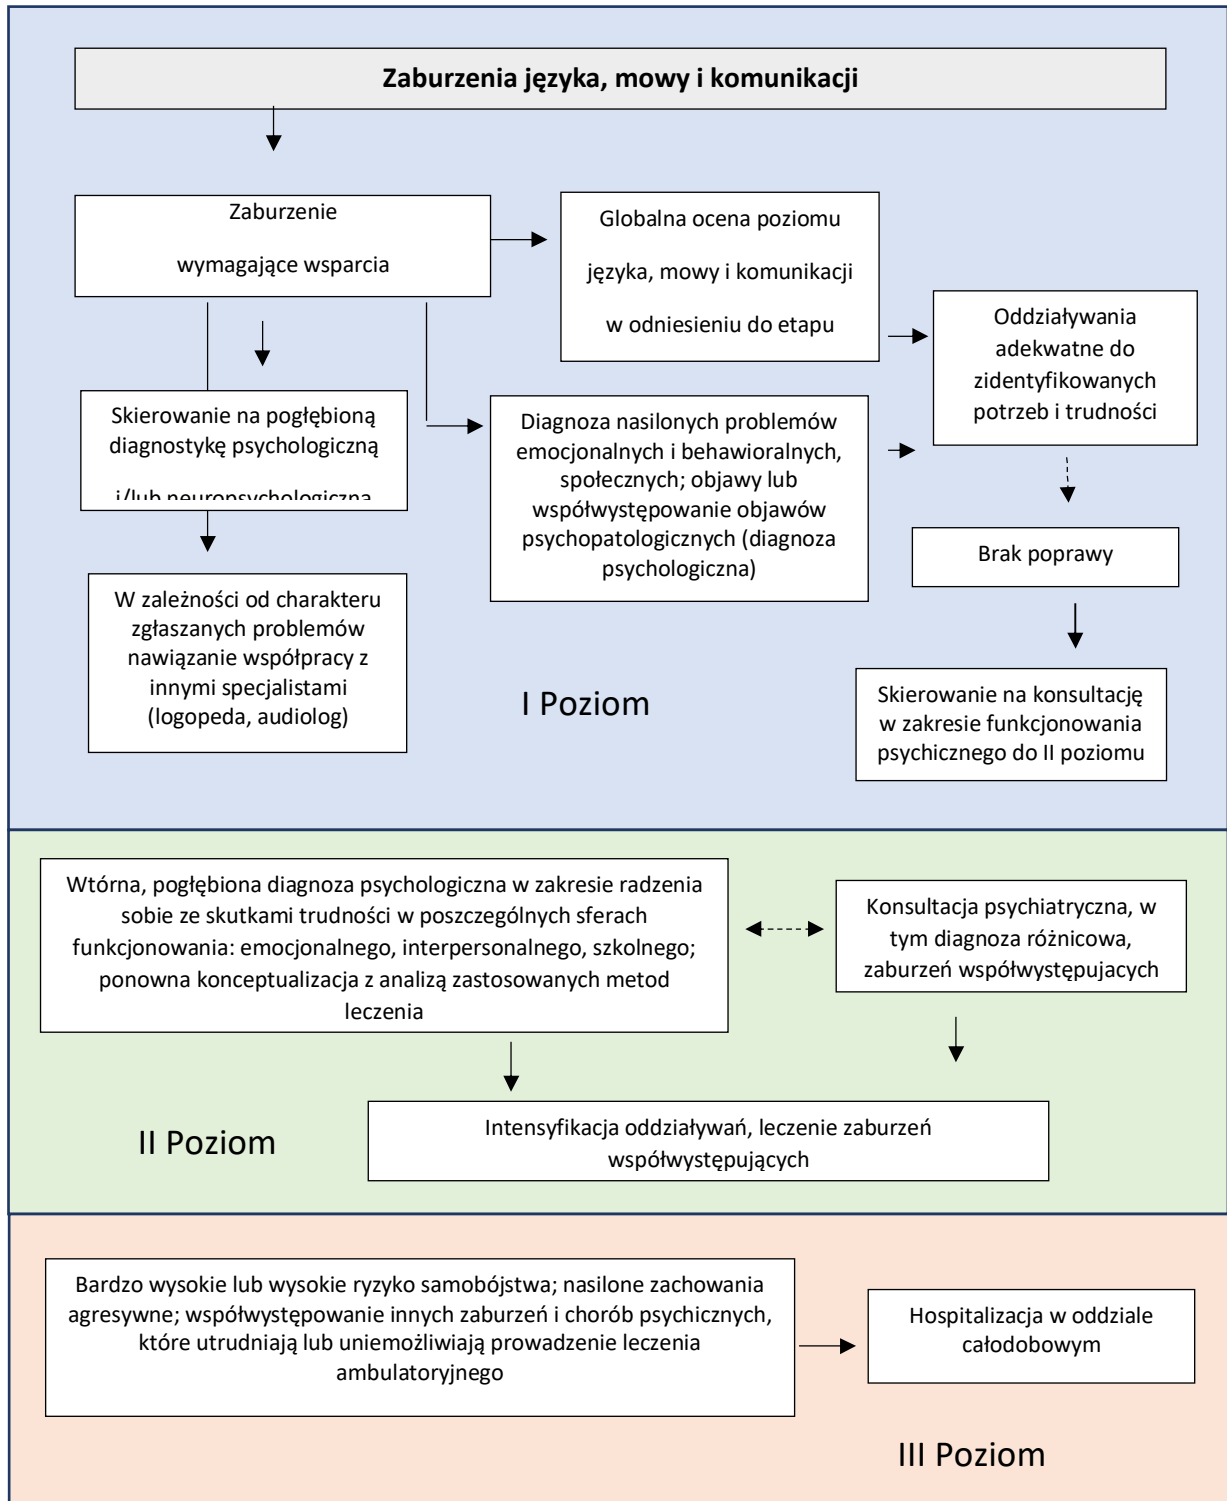 Zaburzenia języka, mowy i komunikacji
Zaburzenie
wymagające wsparcia
Globalna ocena poziomu
języka, mowy i komunikacji
w odniesieniu do etapu
Oddziaływania
adekwatne do
zidentyfikowanych
potrzeb i trudności
Skierowanie na pogłębioną
diagnostykę psychologiczną
i/lub neuropsychologiczną
Diagnoza nasilonych problemów
emocjonalnych i behawioralnych,
społecznych; objawy lub
współwystępowanie objawów
psychopatologicznych (diagnoza
psychologiczna)
Brak poprawy
W zależności od charakteru
zgłaszanych problemów
nawiązanie współpracy z
innymi specjalistami
(logopeda, audiolog)
I Poziom
Skierowanie na konsultację
w zakresie funkcjonowania
psychicznego do II poziomu
Wtórna, pogłębiona diagnoza psychologiczna w zakresie radzenia
sobie ze skutkami trudności w poszczególnych sferach
funkcjonowania: emocjonalnego, interpersonalnego, szkolnego;
ponowna konceptualizacja z analizą zastosowanych metod
leczenia
Konsultacja psychiatryczna, w
tym diagnoza różnicowa,
zaburzeń współwystępujacych
II Poziom
Intensyfikacja oddziaływań, leczenie zaburzeń
współwystępujących
Bardzo wysokie lub wysokie ryzyko samobójstwa; nasilone zachowania
agresywne; współwystępowanie innych zaburzeń i chorób psychicznych,
które utrudniają lub uniemożliwiają prowadzenie leczenia
ambulatoryjnego
Hospitalizacja w oddziale
całodobowym
III Poziom